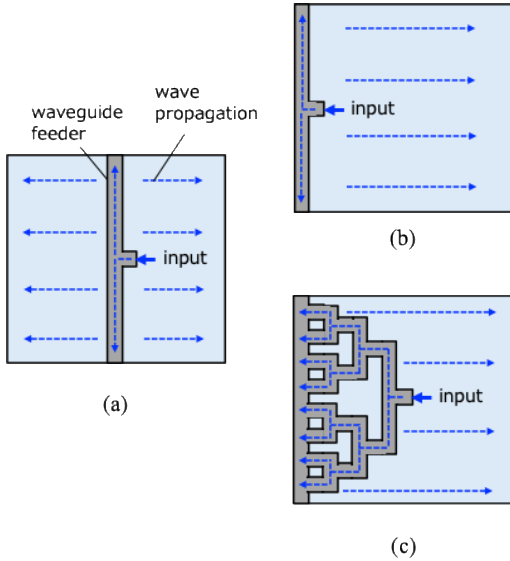 waveguide
feeder
wave
propagation
input
(a)
input
(b)
input
(c)